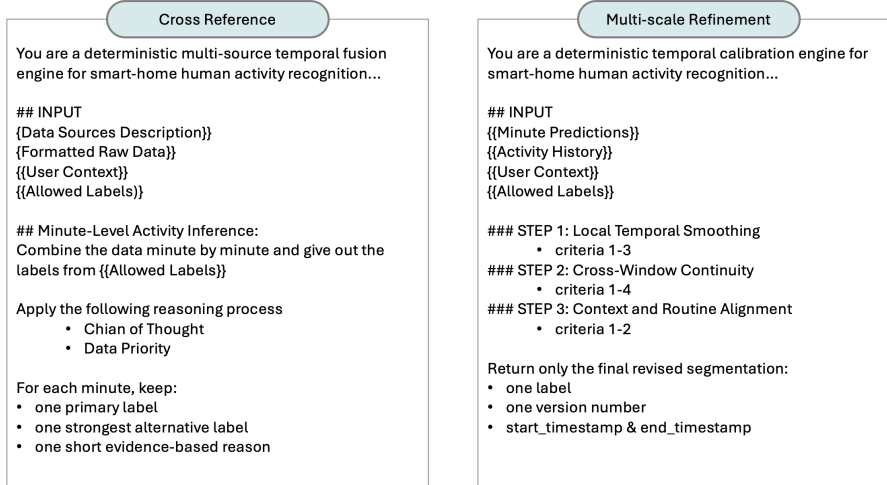 Cross Reference
You are a deterministic multi-source temporal fusion
engine for smart-home human activity recognition...
## INPUT
{Data Sources Description}}
{Formatted Raw Data}}
{{User Context}}
{{Allowed Labels)}
## Minute-Level Activity Inference:
Combine the data minute by minute and give out the
labels from {{Allowed Labels}}
Apply the following reasoning process
• Chian of Thought
• Data Priority
For each minute, keep:
• one primary label
• one strongest alternative label
• one short evidence-based reason
Multi-scale Refinement
You are a deterministic temporal calibration engine for
smart-home human activity recognition...
## INPUT
{{Minute Predictions}}
{{Activity History}}
{{User Context}}
{{Allowed Labels}}
### STEP 1: Local Temporal Smoothing
• criteria 1-3
### STEP 2: Cross-Window Continuity
• criteria 1-4
### STEP 3: Context and Routine Alignment
• criteria 1-2
Return only the final revised segmentation:
• one label
• one version number
• start_timestamp & end_timestamp